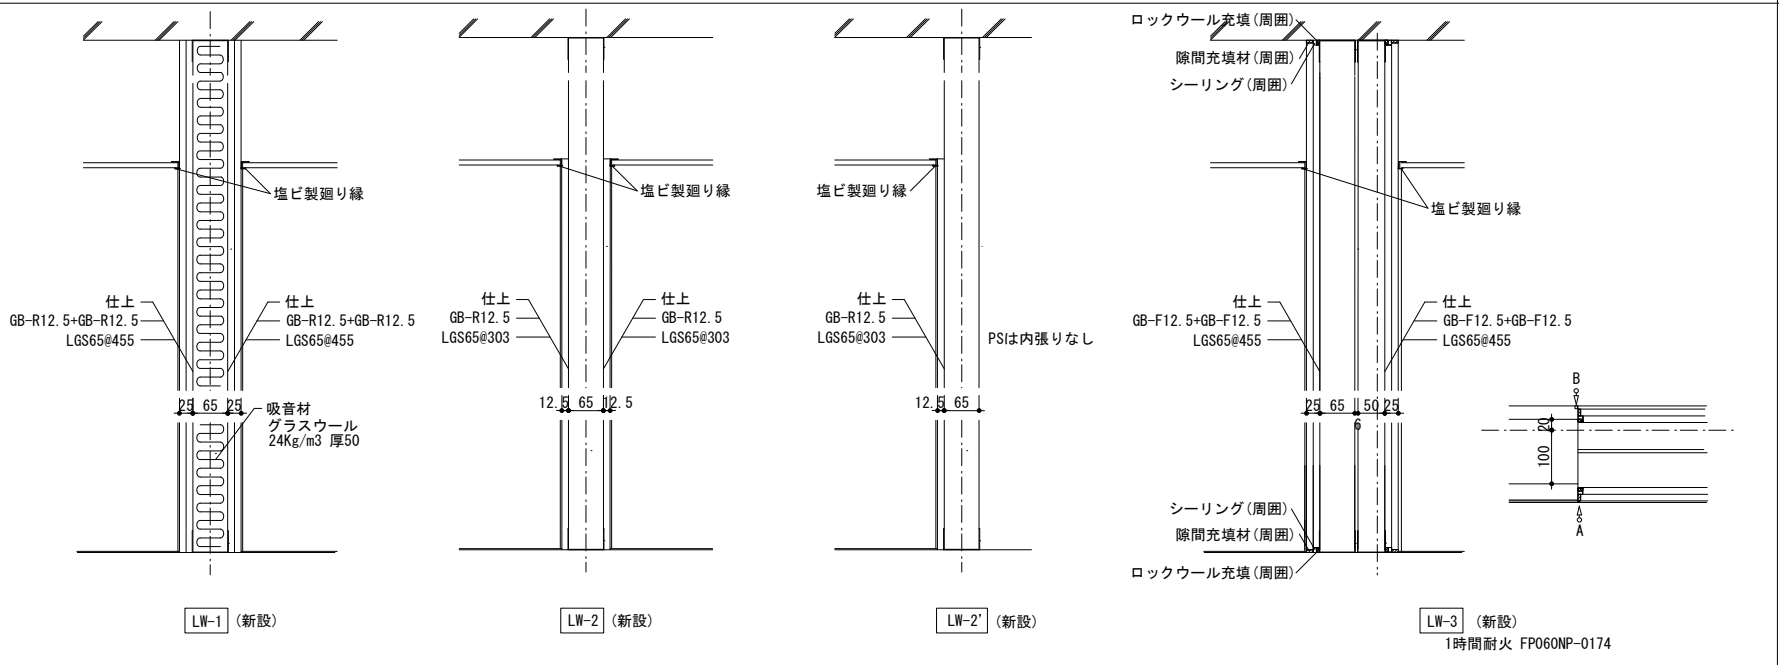 塩ビ製廻り縁
仕上
GB-R12.5+GB-R12.5
LGS65@455
仕上
GB-R12.5+GB-R12.5
LGS65@455
25 65 25
吸音材
グラスウール
24Kg/m3 厚50
LW-1 (新設)
塩ビ製廻り縁
仕上
GB-R12.5
LGS65@303
仕上
GB-R12.5
LGS65@303
12.5 65 12.5
LW-2 (新設)
塩ビ製廻り縁
仕上
GB-R12.5
LGS65@303
PSは内張りなし
12.5 65
LW-2' (新設)
ロックウール充填(周囲)
隙間充填材(周囲)
シーリング(周囲)
塩ビ製廻り縁
仕上
GB-F12.5+GB-F12.5
LGS65@455
仕上
GB-F12.5+GB-F12.5
LGS65@455
25 65 6 50 25
シーリング(周囲)
隙間充填材(周囲)
ロックウール充填(周囲)
B
20
100
A
LW-3 (新設)
1時間耐火 FP060NP-0174